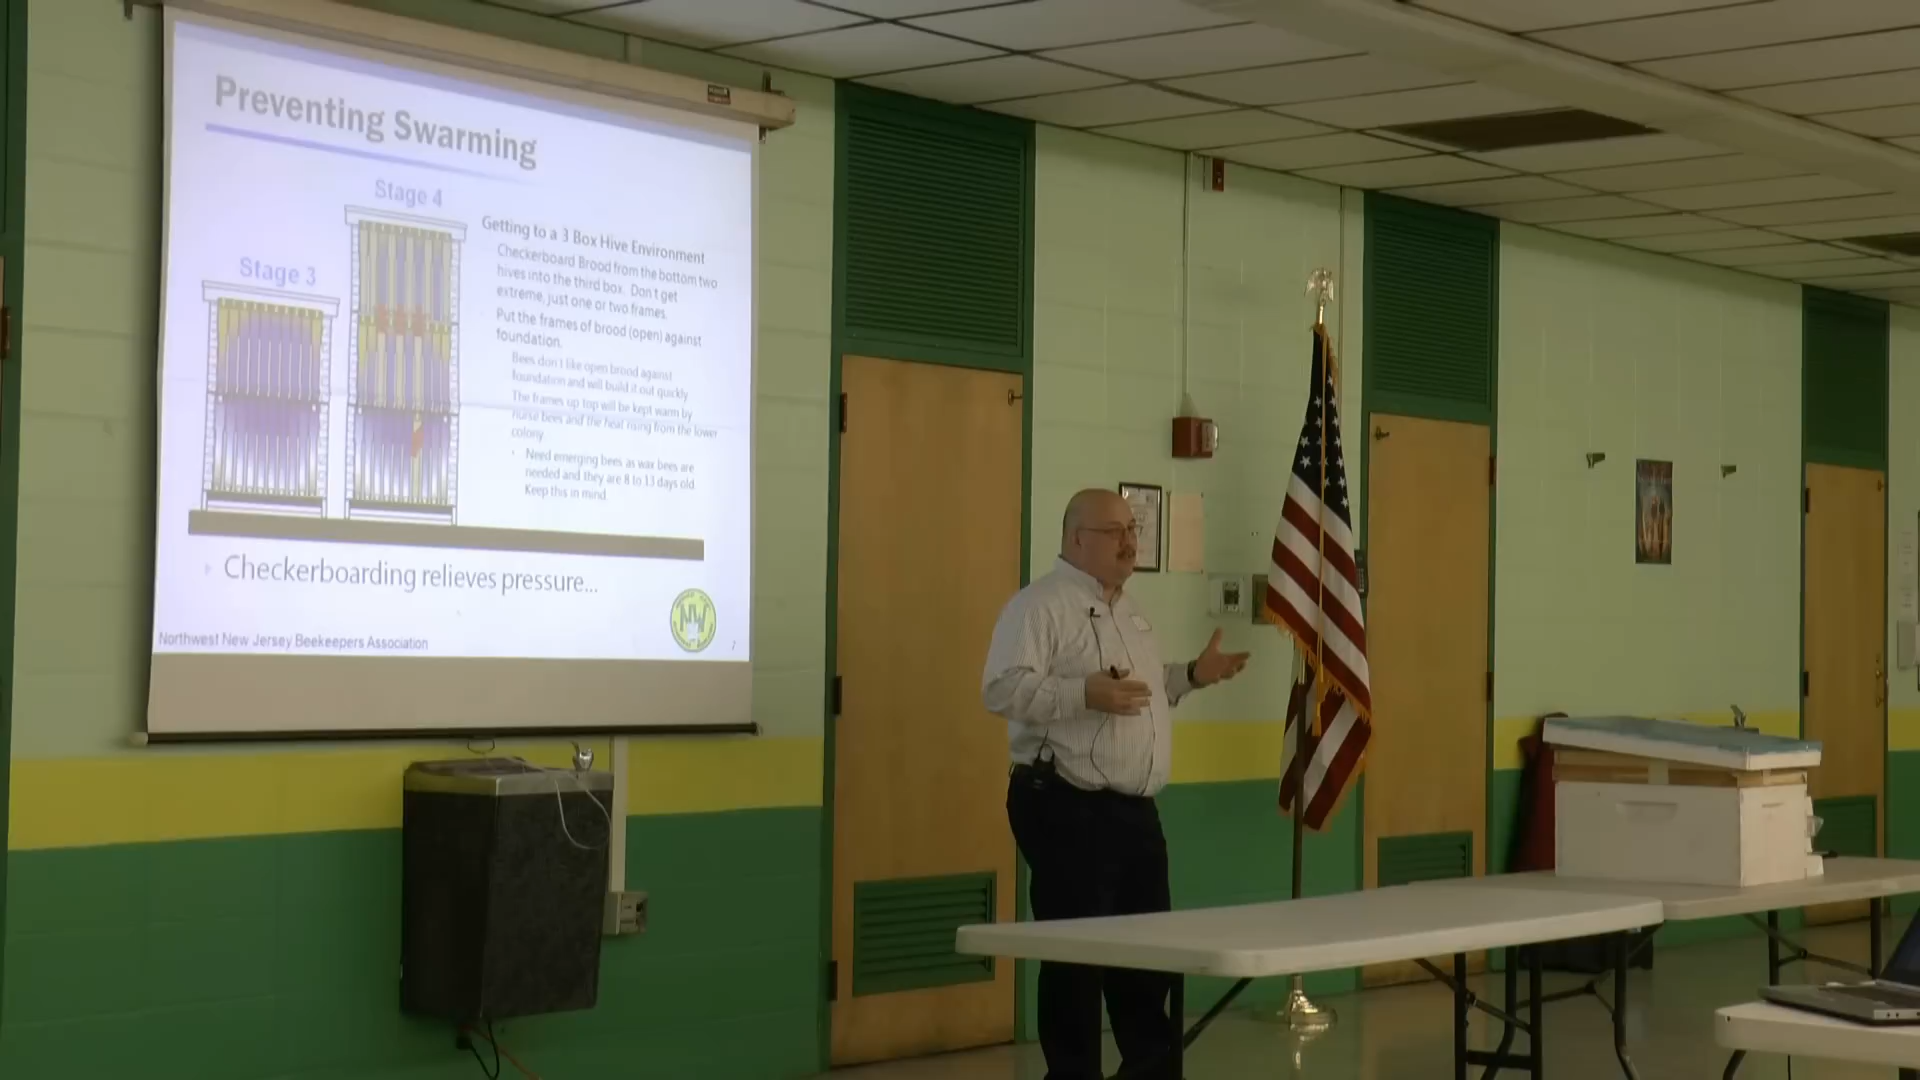 Preventing Swarming
Stage 4
Stage 3
Getting to a 3 Box Hive Environment
Checkerboard Brood from the bottom two
hives into the third box. Don't get
extreme, just one or two frames.
Put the frames of brood (open) against
foundation.
Bees don't like open brood against
foundation and will build it out quickly
The frames up top will be kept warm by
nurse bees and the heat rising from the lower
colony
Need emerging bees as wax bees are
needed and they are 8 to 13 days old.
Keep this in mind
Checkerboarding relieves pressure...
NW
Northwest New Jersey Beekeepers Association
7